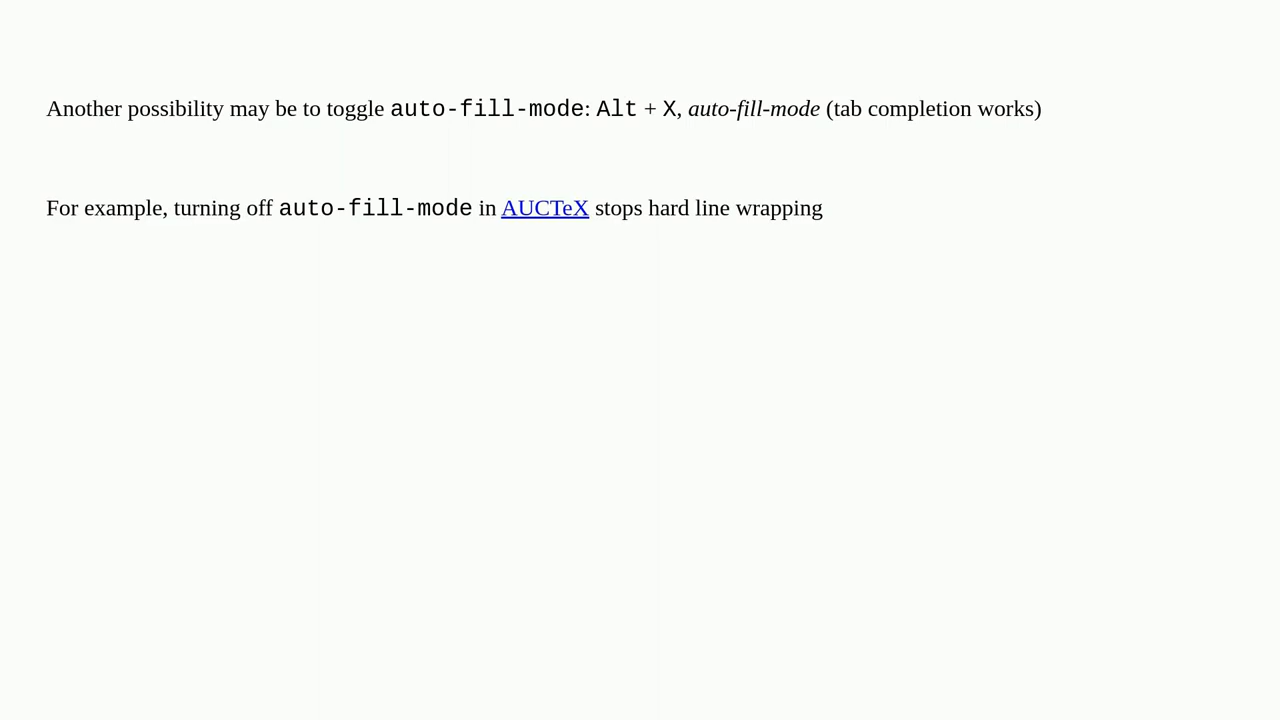 Another possibility may be to toggle auto-fill-mode: Alt + X, auto-fill-mode (tab completion works)
For example, turning off auto-fill-mode in AUCTeX stops hard line wrapping